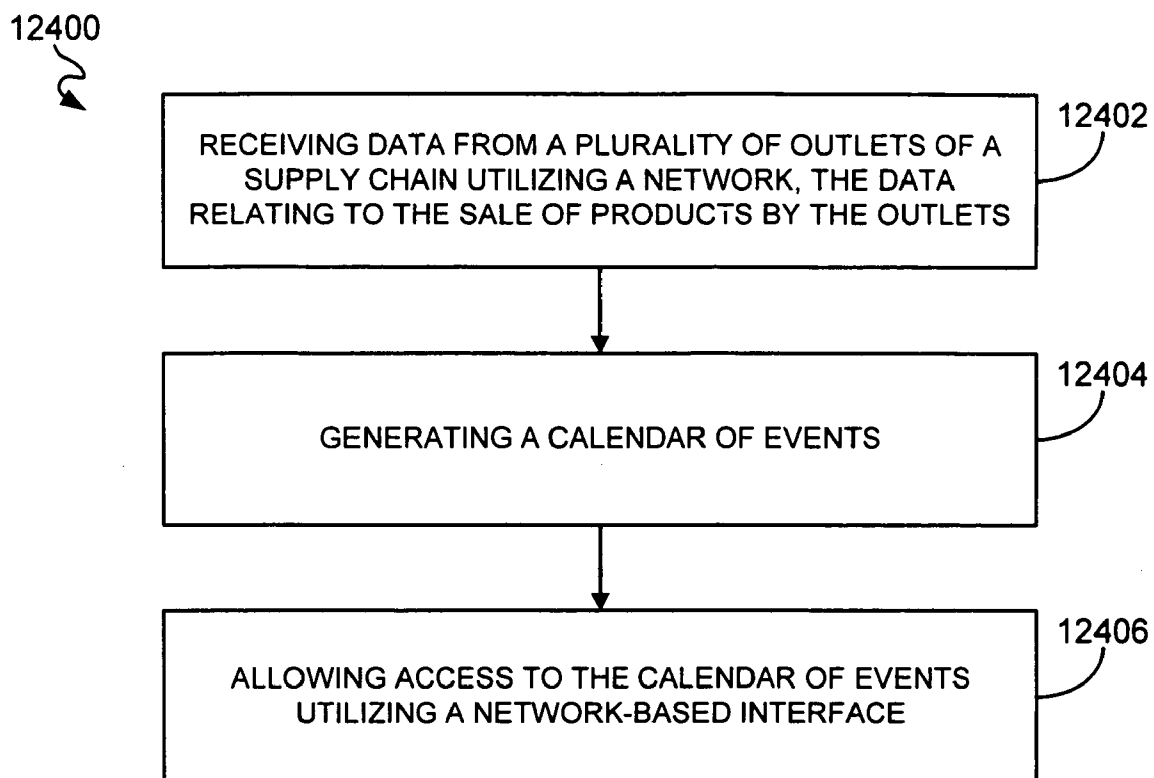 12400
12402
RECEIVING DATA FROM A PLURALITY OF OUTLETS OF A
SUPPLY CHAIN UTILIZING A NETWORK, THE DATA
RELATING TO THE SALE OF PRODUCTS BY THE OUTLETS
12404
GENERATING A CALENDAR OF EVENTS
12406
ALLOWING ACCESS TO THE CALENDAR OF EVENTS
UTILIZING A NETWORK-BASED INTERFACE